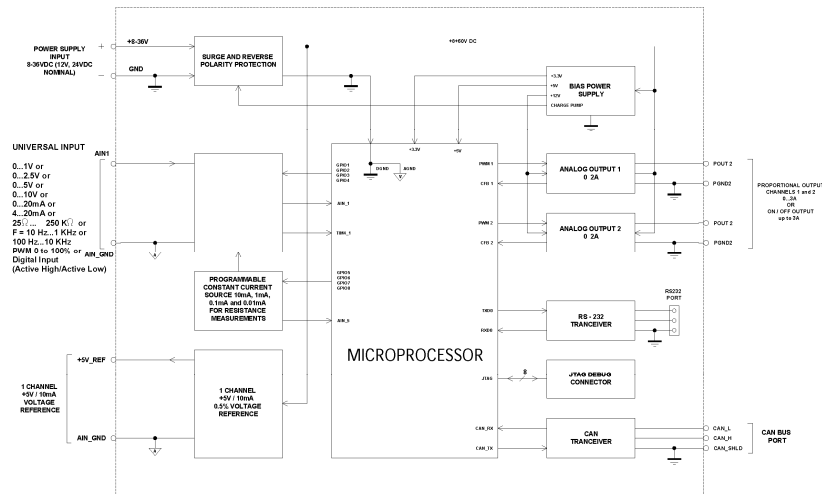 POWER SUPPLY
INPUT
8-36VDC (12V, 24VDC
NOMINAL)
+
+8-36V
–
GND
SURGE AND REVERSE
POLARITY PROTECTION
+8+60V DC
+3.3V
+5V
+12V
CHARGE PUMP
BIAS POWER
SUPPLY
UNIVERSAL INPUT
0...1V or
0...2.5V or
0...5V or
0...10V or
0...20mA or
4...20mA or
25Ω... 250 KΩ or
F = 10 Hz...1 KHz or
100 Hz...10 KHz
PWM 0 to 100% or
Digital Input
(Active High/Active Low)
AIN1
AIN_GND
A
GPIO1
GPIO2
GPIO3
GPIO4
AIN_1
TIMX_1
+3.3V
+5V
DGND
AGND
PROGRAMMABLE
CONSTANT CURRENT
SOURCE 10mA, 1mA,
0.1mA and 0.01mA
FOR RESISTANCE
MEASUREMENTS
GPIO5
GPIO6
GPIO7
GPIO8
AIN_5
MICROPROCESSOR
PWM 1
CFB 1
ANALOG OUTPUT 1
0 2A
POUT 2
PGND2
PWM 2
CFB 2
ANALOG OUTPUT 2
0 2A
POUT 2
PGND2
PROPORTIONAL OUTPUT
CHANNELS 1 and 2
0...3A
OR
ON / OFF OUTPUT
up to 3A
TXD0
RXD0
RS - 232
TRANCEIVER
RS232
PORT
JTAG
8
JTAG DEBUG
CONNECTOR
CAN_RX
CAN_TX
CAN
TRANCEIVER
CAN_L
CAN_H
CAN_SHLD
CAN BUS
PORT
1 CHANNEL
+5V / 10mA
VOLTAGE
REFERENCE
+5V_REF
AIN_GND
A
1 CHANNEL
+5V / 10mA
0.5% VOLTAGE
REFERENCE